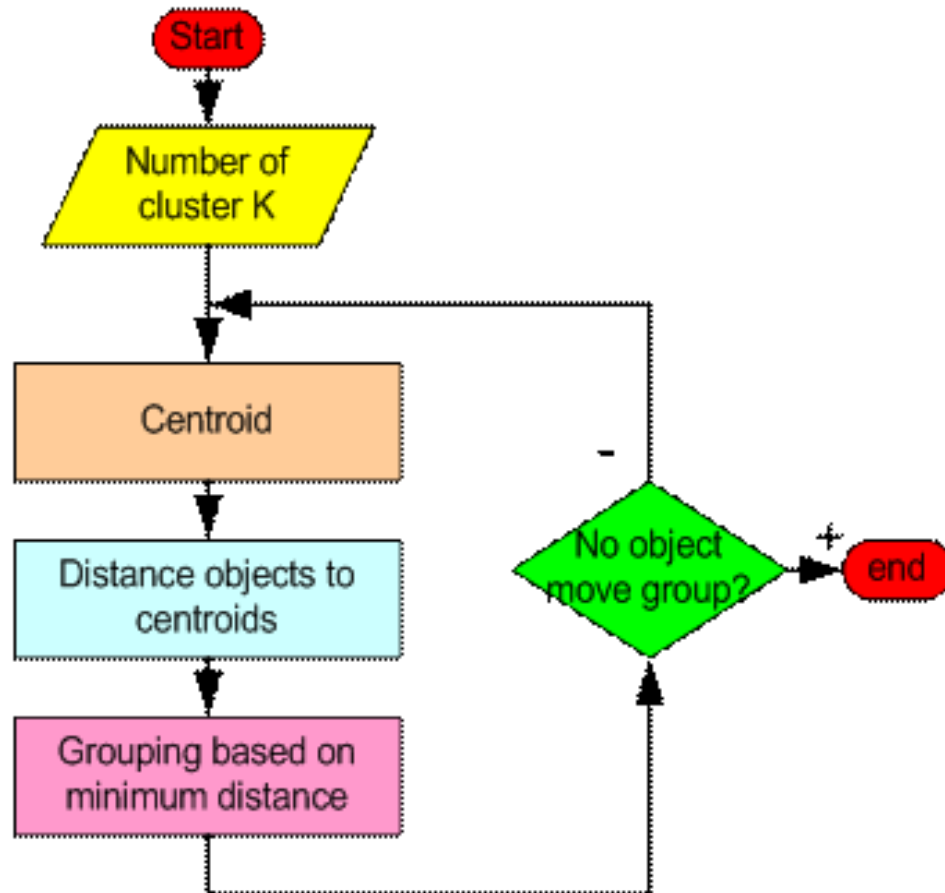 Start
Number of
cluster K
Centroid
Distance objects to
centroids
Grouping based on
minimum distance
-
No object
move group?
+
end